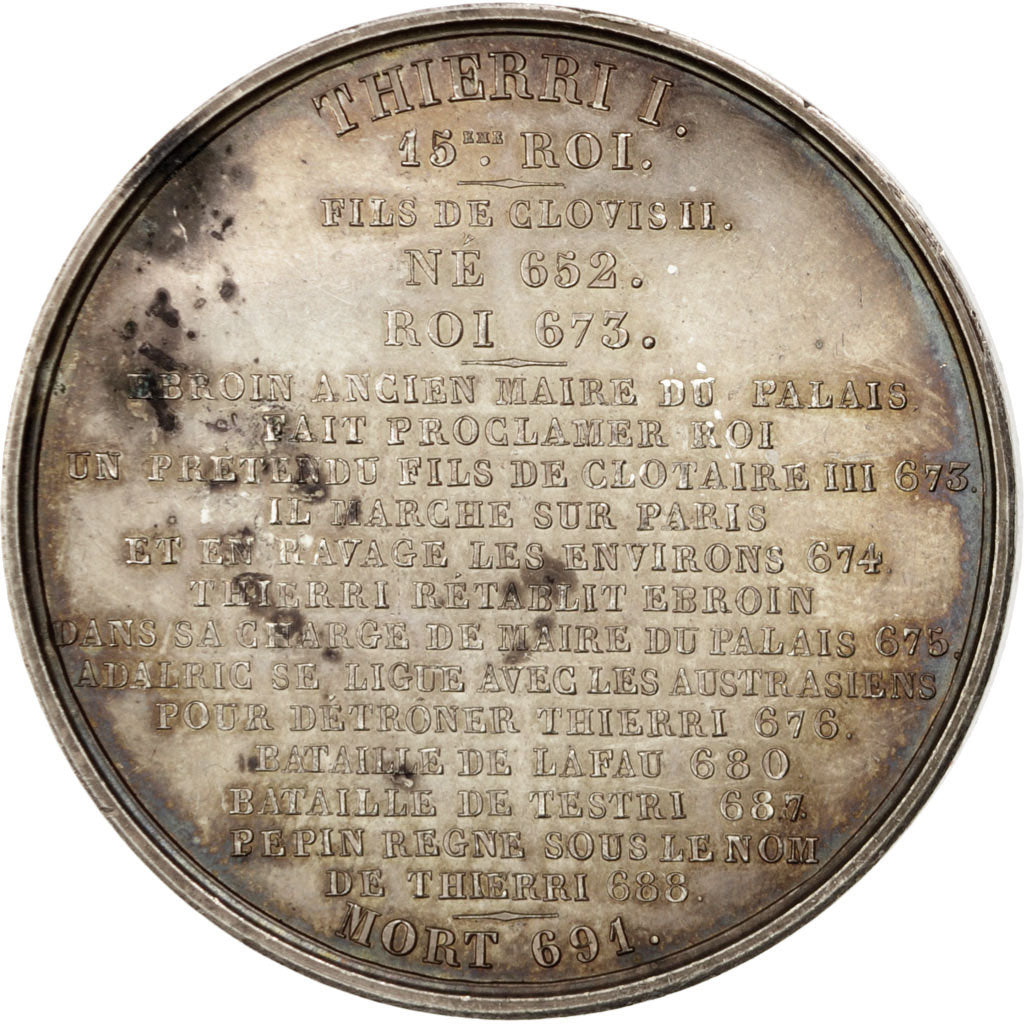 THIERRI I.
15EME. ROI.
FILS DE CLOVIS II.
NÉ 652.
ROI 673.
EBROIN ANCIEN MAIRE DU PALAIS
FAIT PROCLAMER ROI
UN PRÉTENDU FILS DE CLOTAIRE III 673.
IL MARCHE SUR PARIS
ET EN RAVAGE LES ENVIRONS 674.
THIERRI RÉTABLIT EBROIN
DANS SA CHARGE DE MAIRE DU PALAIS 675.
ADALRIC SE LIGUE AVEC LES AUSTRASIENS
POUR DÉTRONER THIERRI 676.
BATAILLE DE LAFAU 680
BATAILLE DE TESTRI 687.
PEPIN REGNE SOUS LE NOM
DE THIERRI 688.
MORT 691.